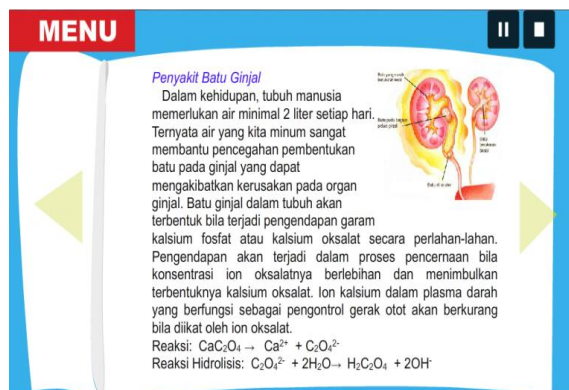 MENU
Penyakit Batu Ginjal
Dalam kehidupan, tubuh manusia
memerlukan air minimal 2 liter setiap hari.
Ternyata air yang kita minum sangat
membantu pencegahan pembentukan
batu pada ginjal yang dapat
mengakibatkan kerusakan pada organ
ginjal. Batu ginjal dalam tubuh akan
terbentuk bila terjadi pengendapan garam
kalsium fosfat atau kalsium oksalat secara perlahan-lahan.
Pengendapan akan terjadi dalam proses pencernaan bila
konsentrasi ion oksalatnya berlebihan dan menimbulkan
terbentuknya kalsium oksalat. Ion kalsium dalam plasma darah
yang berfungsi sebagai pengontrol gerak otot akan berkurang
bila diikat oleh ion oksalat.
Reaksi: CaC₂O₄ → Ca²⁺ + C₂O₄²⁻
Reaksi Hidrolisis: C₂O₄²⁻ + 2H₂O→ H₂C₂O₄ + 2OH⁻